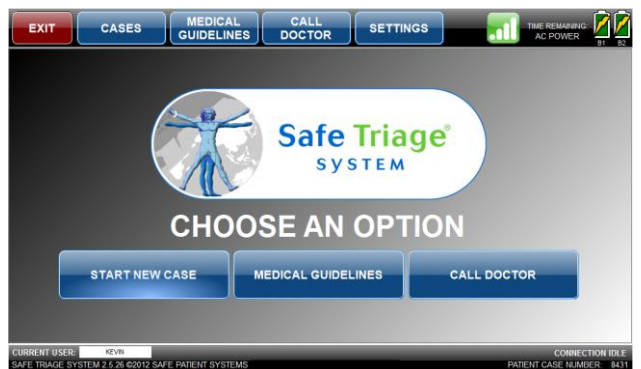 EXIT
CASES
MEDICAL
GUIDELINES
CALL
DOCTOR
SETTINGS
TIME REMAINING
AC POWER
B1 B2
Safe Triage®
SYSTEM
CHOOSE AN OPTION
START NEW CASE
MEDICAL GUIDELINES
CALL DOCTOR
CURRENT USER: KEVIN
CONNECTION IDLE
SAFE TRIAGE SYSTEM 2.5.26 ©2012 SAFE PATIENT SYSTEMS
PATIENT CASE NUMBER 8431